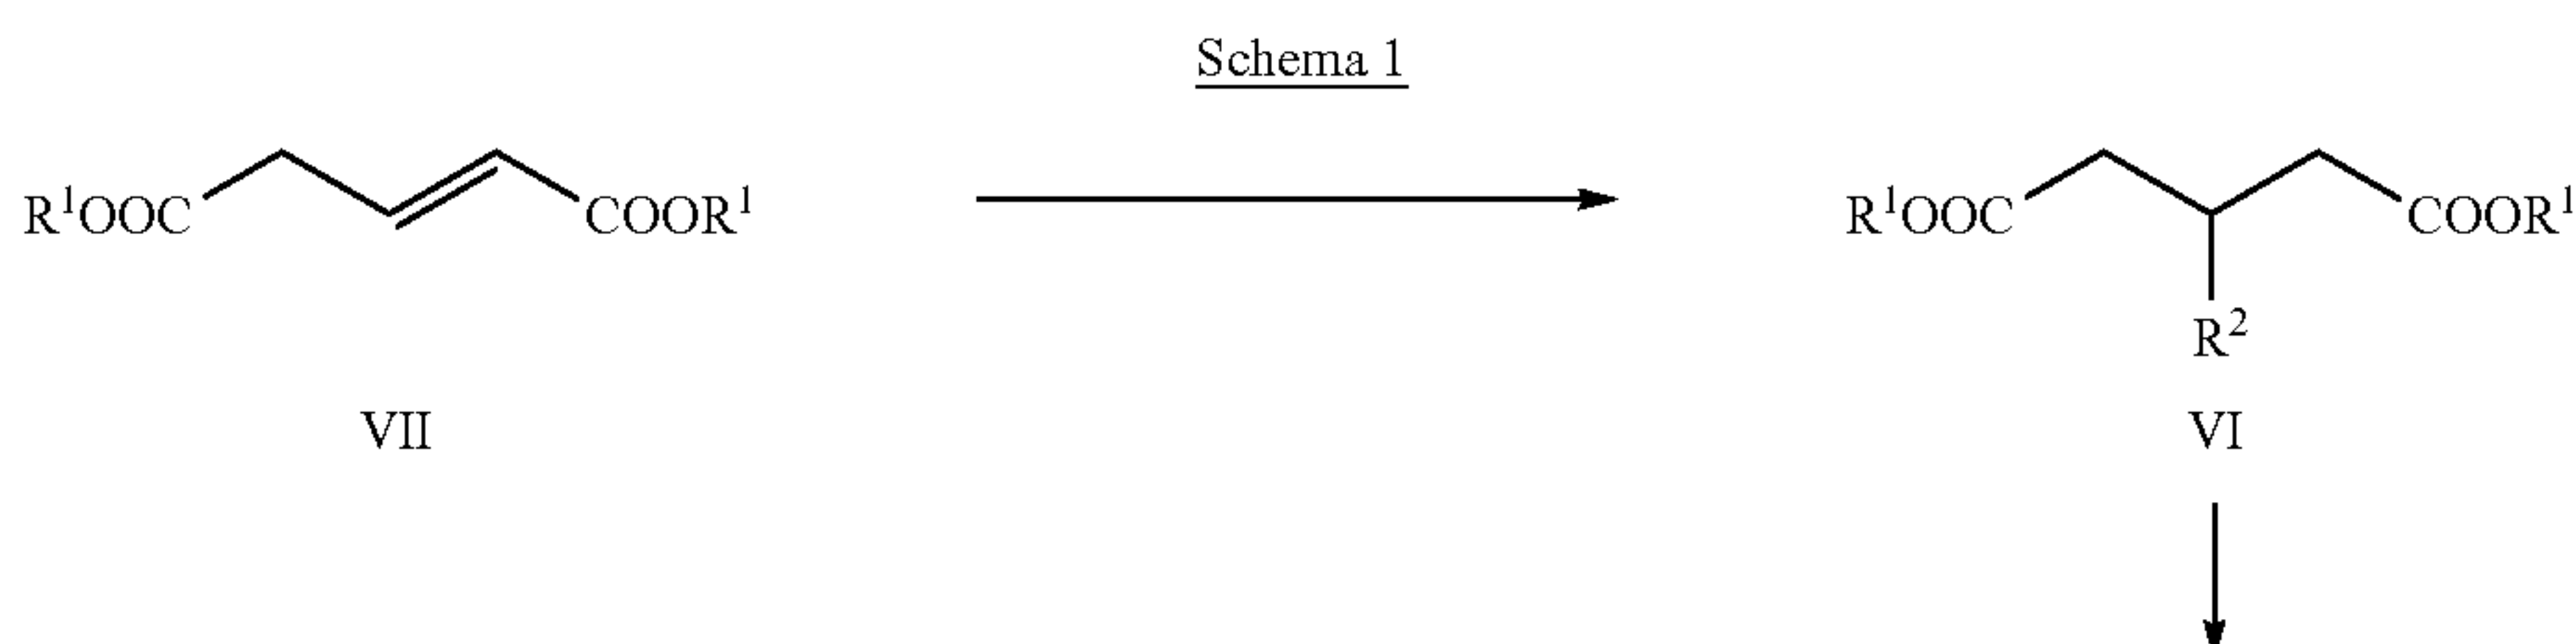 Schema 1
R¹OOC COOR¹ R¹OOC COOR¹
R²
VII VI